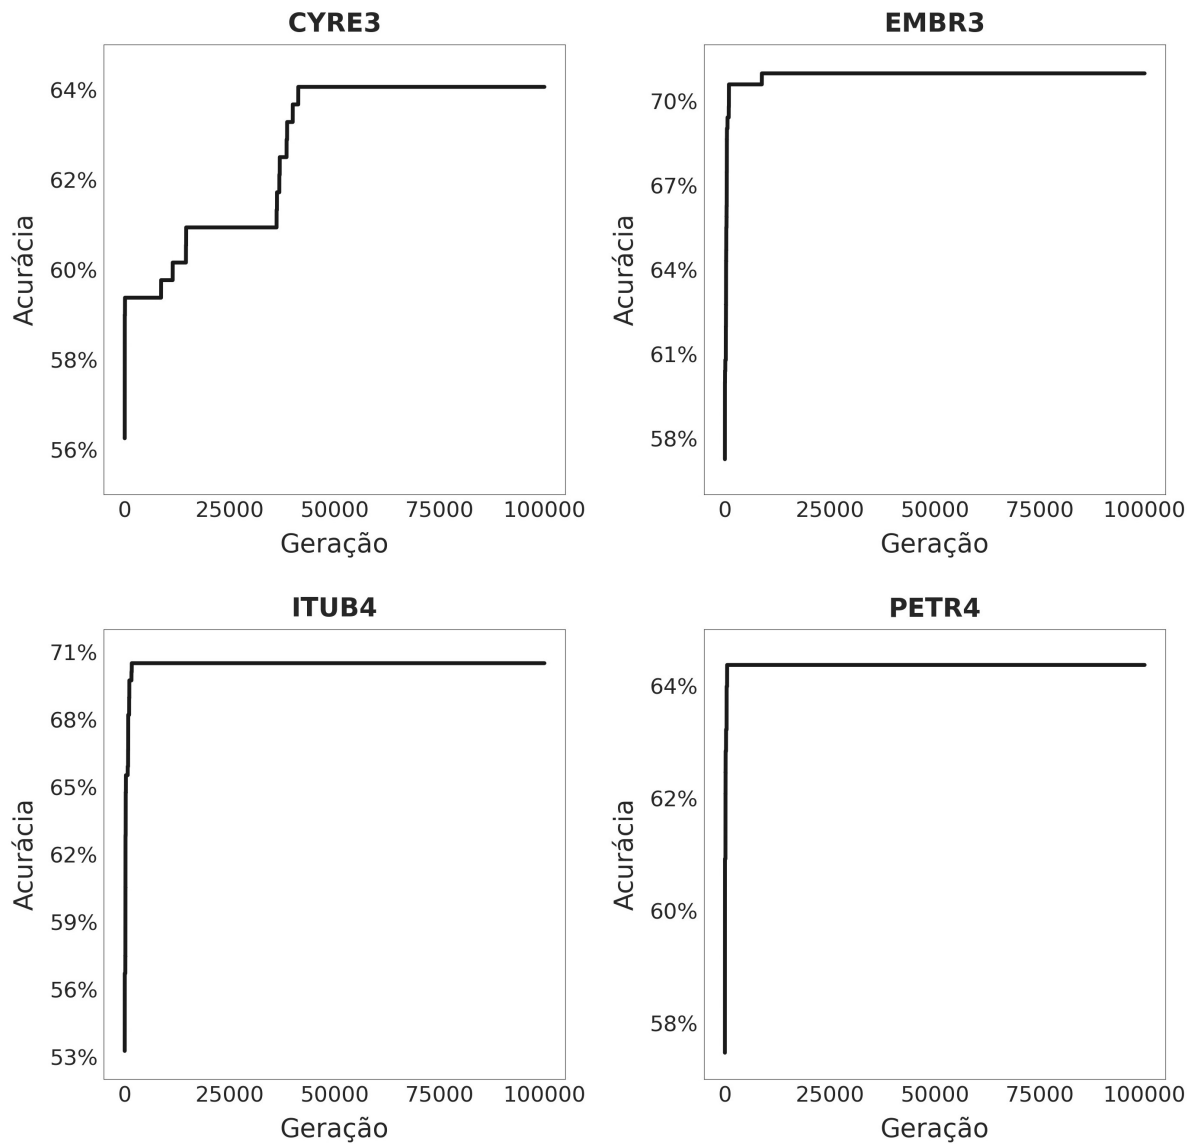 CYRE3
64%
62%
60%
58%
56%
Acurácia
0 25000 50000 75000 100000
Geração
EMBR3
70%
67%
64%
61%
58%
Acurácia
0 25000 50000 75000 100000
Geração
ITUB4
71%
68%
65%
62%
59%
56%
53%
Acurácia
0 25000 50000 75000 100000
Geração
PETR4
64%
62%
60%
58%
Acurácia
0 25000 50000 75000 100000
Geração